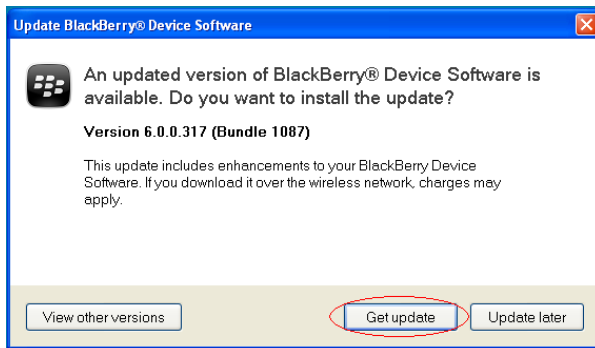 Update BlackBerry® Device Software
An updated version of BlackBerry® Device Software is
available. Do you want to install the update?
Version 6.0.0.317 (Bundle 1087)
This update includes enhancements to your BlackBerry Device
Software. If you download it over the wireless network, charges may
apply.
View other versions
Get update
Update later